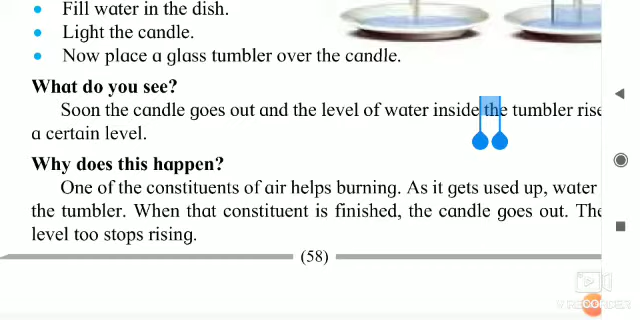 Fill water in the dish.
Light the candle.
Now place a glass tumbler over the candle.
What do you see?
Soon the candle goes out and the level of water inside the tumbler rise
a certain level.
Why does this happen?
One of the constituents of air helps burning. As it gets used up, water
the tumbler. When that constituent is finished, the candle goes out. The
level too stops rising.
(58)
RECORDER